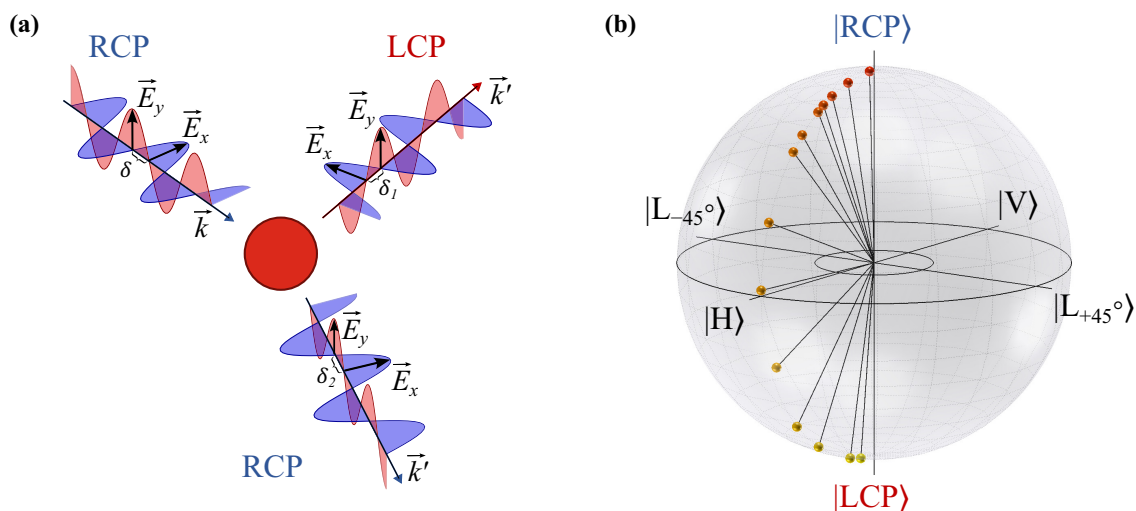 (a)
RCP
LCP
E⃗y
E⃗x
δ
k⃗
E⃗y
E⃗x
δ1
k⃗'
E⃗y
E⃗x
δ2
RCP
k⃗'
(b)
|RCP⟩
|L−45°⟩
|V⟩
|H⟩
|L+45°⟩
|LCP⟩